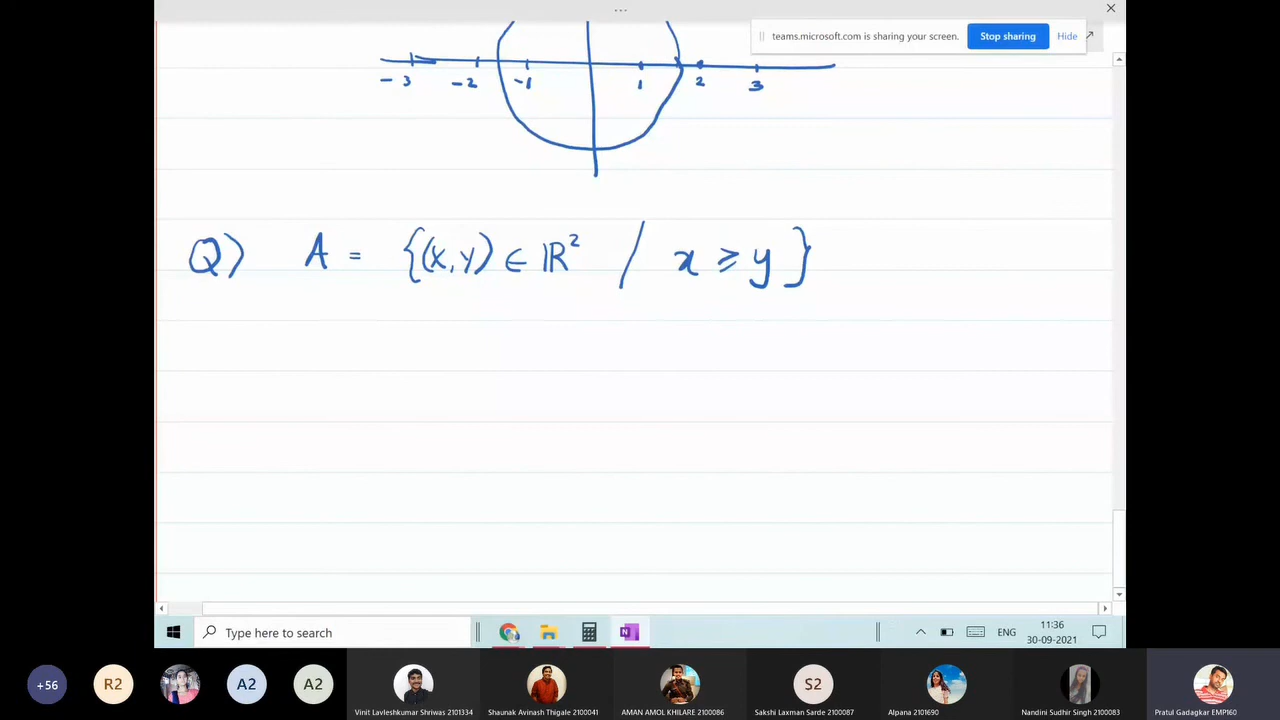 teams.microsoft.com is sharing your screen. Stop sharing Hide
-3 -2 -1 1 2 3
Q) A = {(x,y) ∈ ℝ² / x ≥ y}
Type here to search
ENG
11:36
30-09-2021
+56 R2 A2 A2 S2
Vinit Lavleshkumar Shriwas 2101334
Shaunak Avinash Thigale 2100041
AMAN AMOL KHILARE 2100086
Sakshi Laxman Sarde 2100087
Alpana 2101690
Nandini Sudhir Singh 2100083
Pratul Gadagkar EMP160